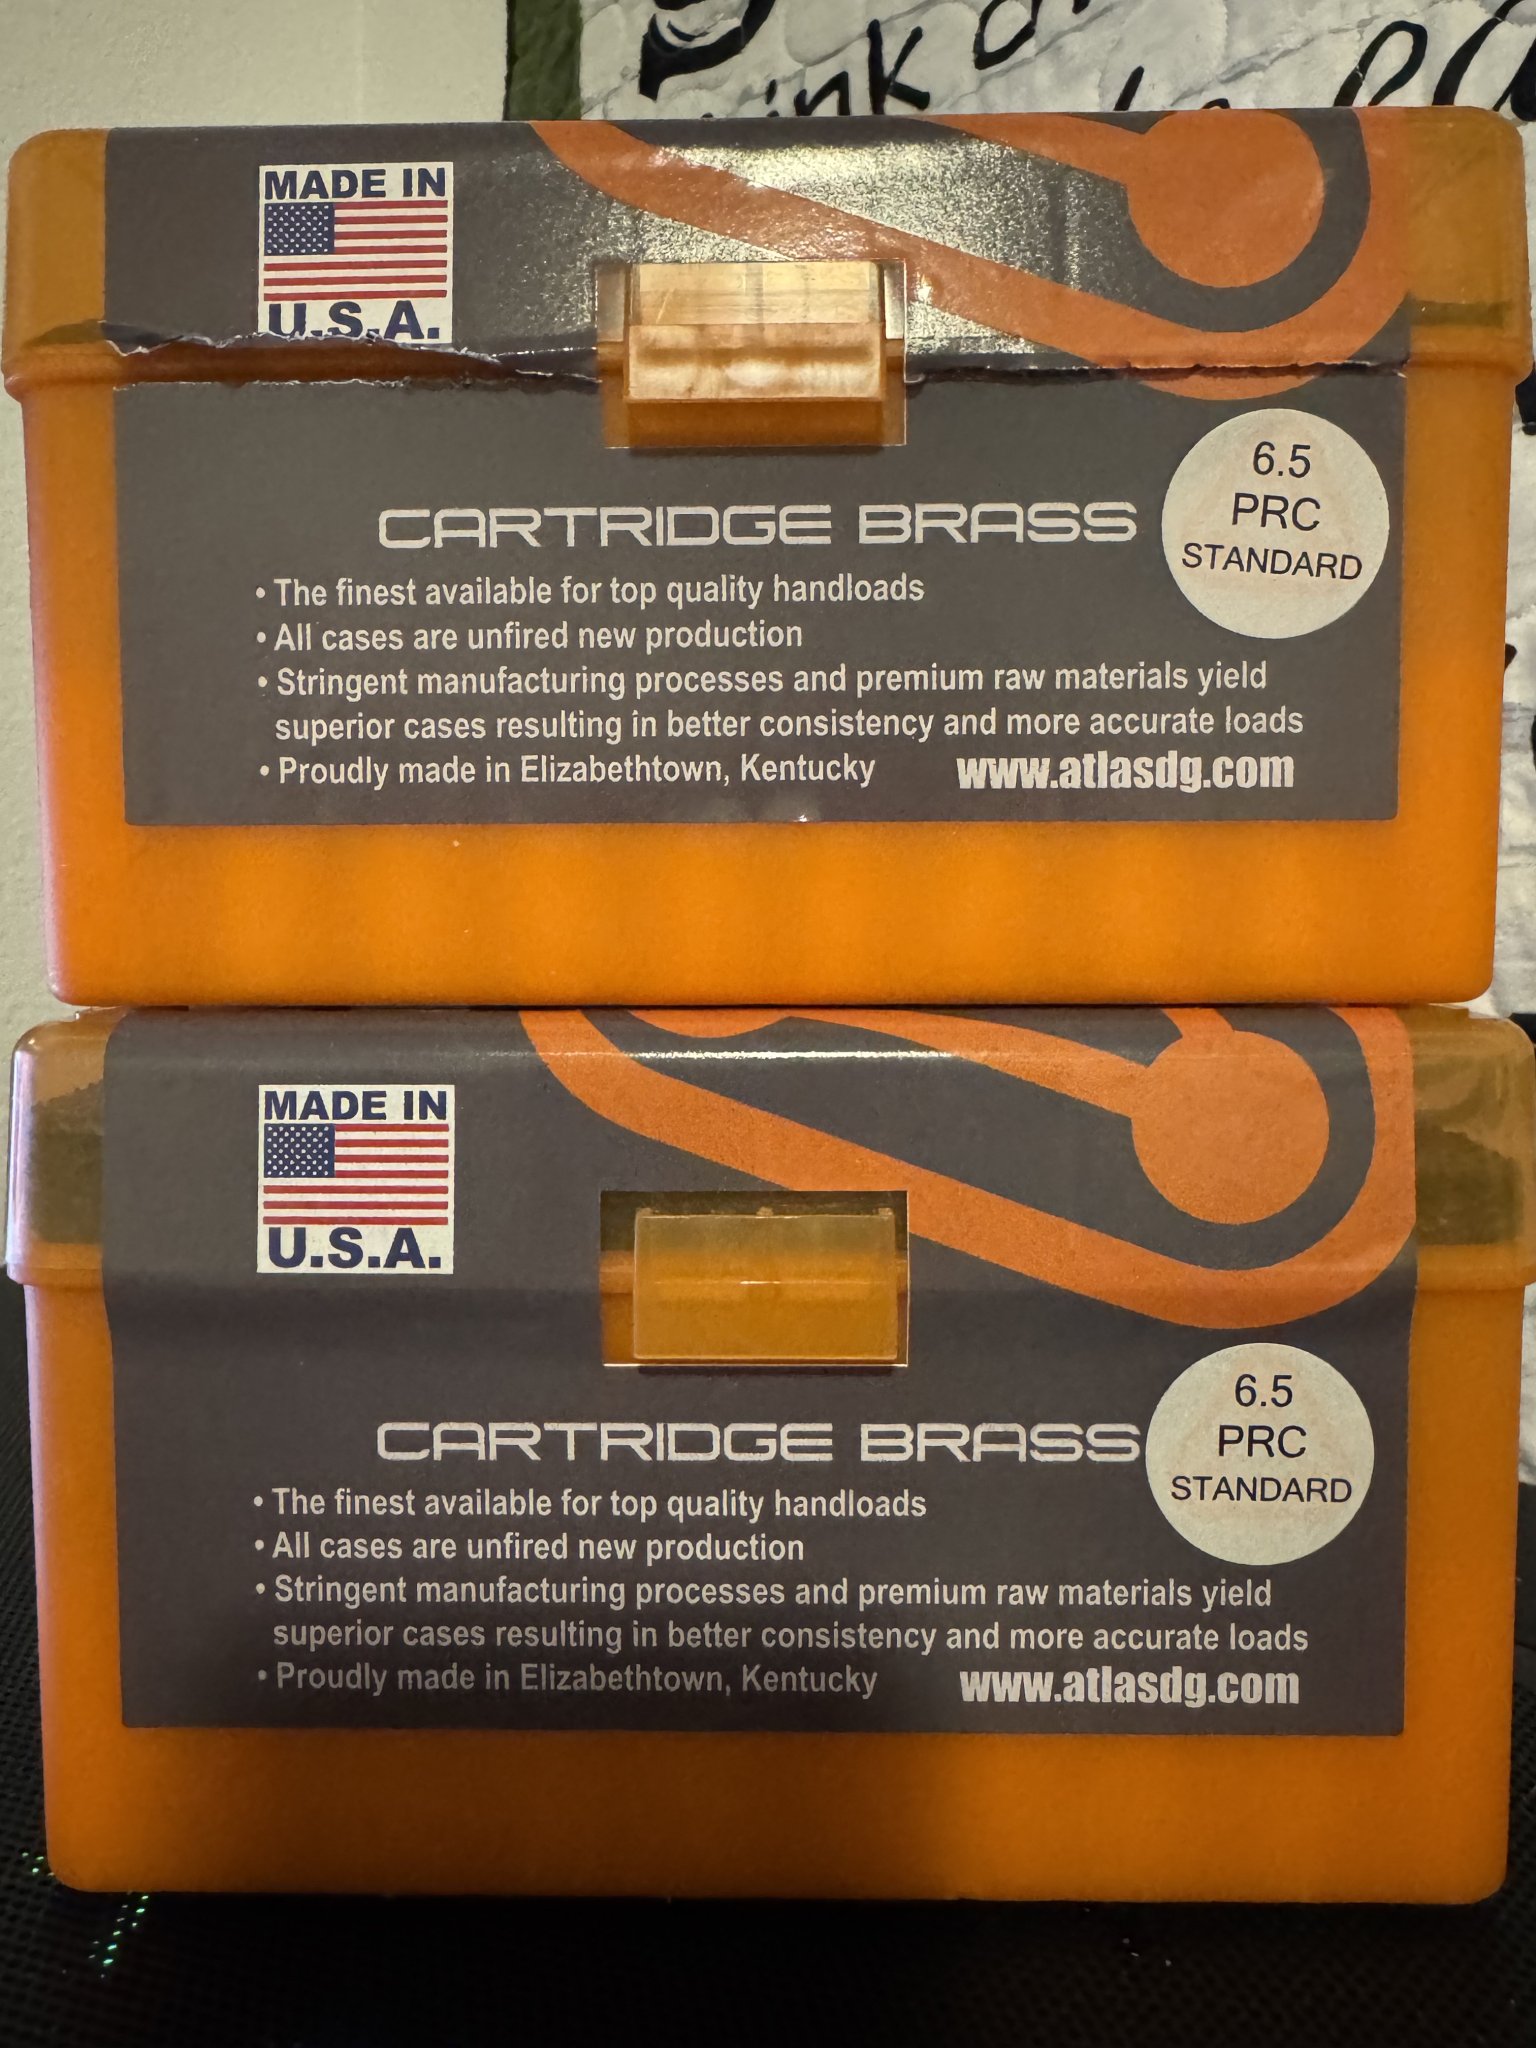 ink
MADE IN
U.S.A.
CARTRIDGE BRASS
6.5
PRC
STANDARD
• The finest available for top quality handloads
• All cases are unfired new production
• Stringent manufacturing processes and premium raw materials yield
superior cases resulting in better consistency and more accurate loads
• Proudly made in Elizabethtown, Kentucky
www.atlasdg.com
MADE IN
U.S.A.
CARTRIDGE BRASS
6.5
PRC
STANDARD
• The finest available for top quality handloads
• All cases are unfired new production
• Stringent manufacturing processes and premium raw materials yield
superior cases resulting in better consistency and more accurate loads
• Proudly made in Elizabethtown, Kentucky
www.atlasdg.com